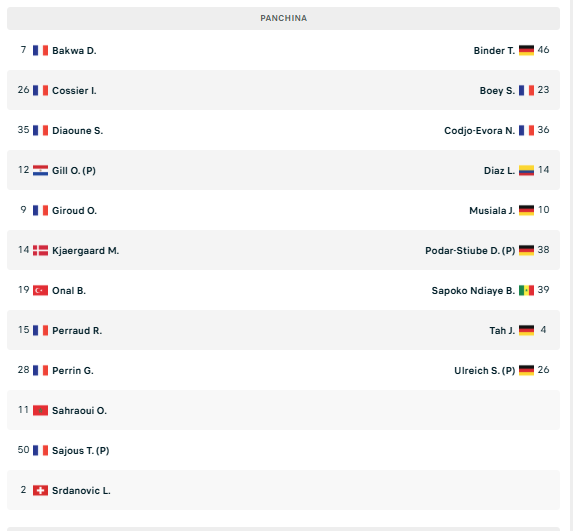 PANCHINA
7 Bakwa D. Binder T. 46
26 Cossier I. Boey S. 23
35 Diaoune S. Codjo-Evora N. 36
12 Gill O. (P) Diaz L. 14
9 Giroud O. Musiala J. 10
14 Kjaergaard M. Podar-Stiube D. (P) 38
19 Onal B. Sapoko Ndiaye B. 39
15 Perraud R. Tah J. 4
28 Perrin G. Ulreich S. (P) 26
11 Sahraoui O.
50 Sajous T. (P)
2 Srdanovic L.